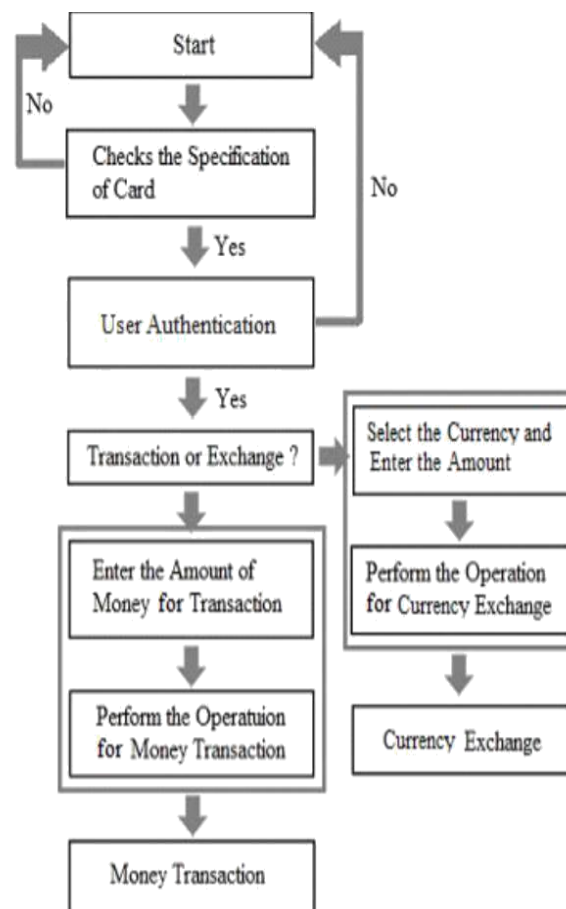 Start
No
Checks the Specification
of Card
No
Yes
User Authentication
Yes
Transaction or Exchange ?
Select the Currency and
Enter the Amount
Enter the Amount of
Money for Transaction
Perform the Operation
for Currency Exchange
Perform the Operatuion
for Money Transaction
Currency Exchange
Money Transaction